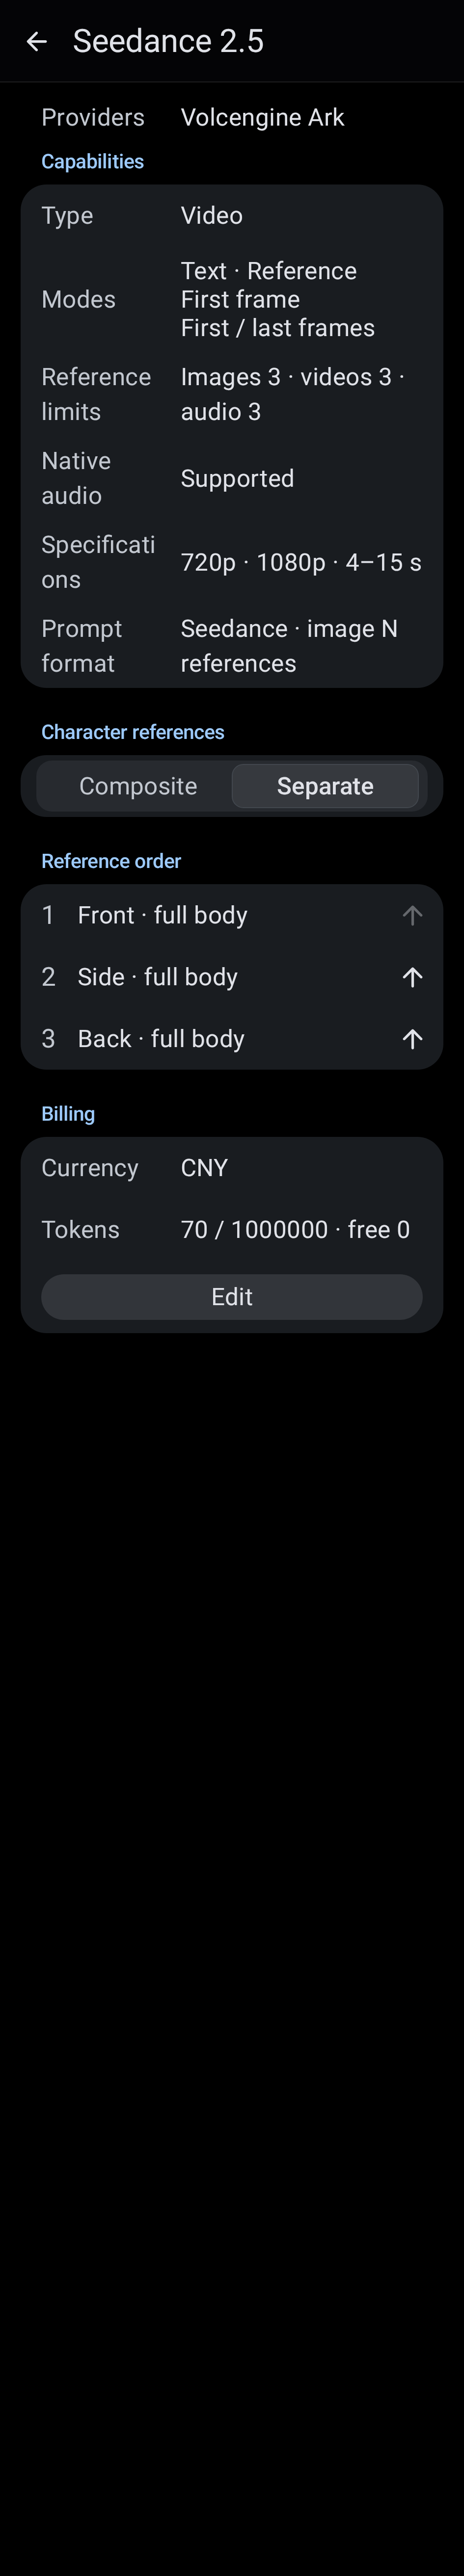 Seedance 2.5
Providers Volcengine Ark
Capabilities
Type Video
Modes Text · Reference
First frame
First / last frames
Reference limits Images 3 · videos 3 ·
audio 3
Native audio Supported
Specificati
ons 720p · 1080p · 4–15 s
Prompt format Seedance · image N
references
Character references
Composite Separate
Reference order
1 Front · full body
2 Side · full body
3 Back · full body
Billing
Currency CNY
Tokens 70 / 1000000 · free 0
Edit